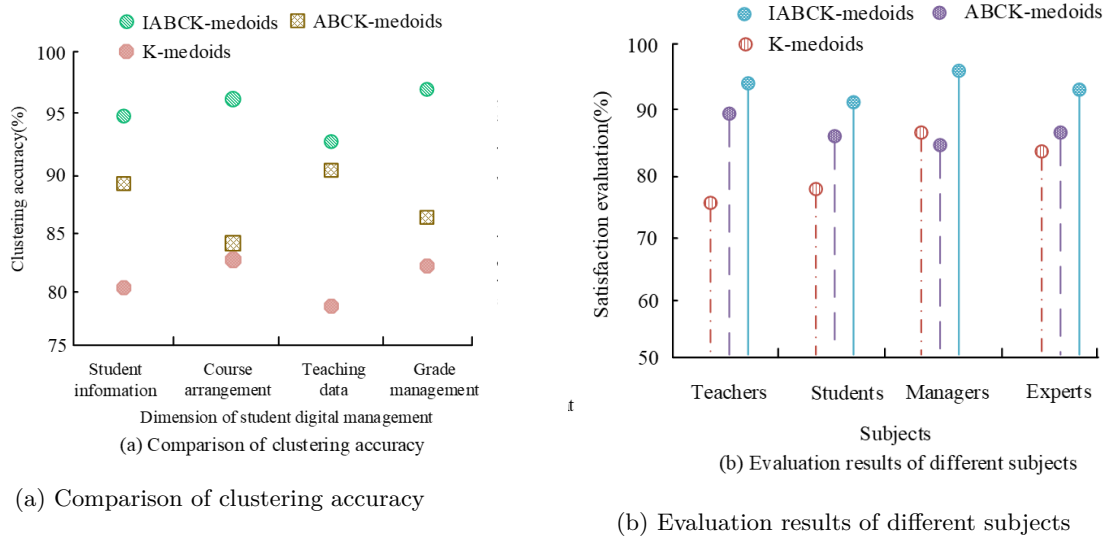 IABCK-medoids ABCK-medoids
K-medoids
100
95
90
85
80
75
Clustering accuracy(%)
Student information
Course arrangement
Teaching data
Grade management
Dimension of student digital management
(a) Comparison of clustering accuracy
(a) Comparison of clustering accuracy
IABCK-medoids ABCK-medoids
K-medoids
100
90
80
70
60
50
Satisfaction evaluation(%)
Teachers Students Managers Experts
Subjects
(b) Evaluation results of different subjects
(b) Evaluation results of different subjects